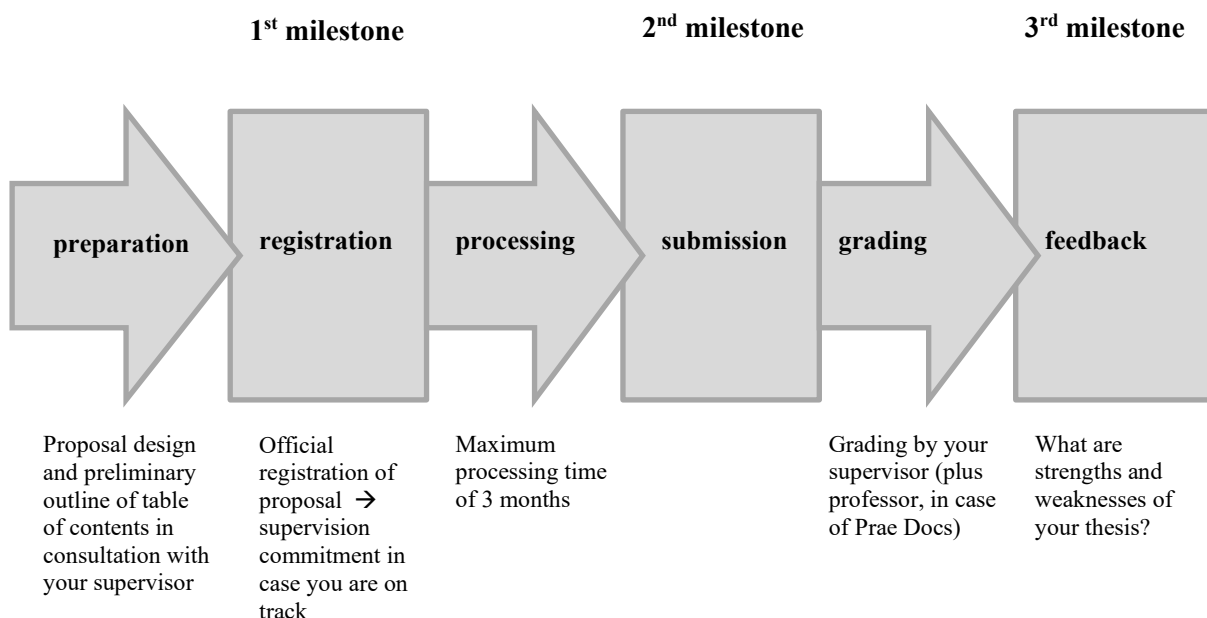 1st milestone
2nd milestone
3rd milestone
preparation
registration
processing
submission
grading
feedback
Proposal design
and preliminary
outline of table
of contents in
consultation with
your supervisor
Official
registration of
proposal →
supervision
commitment in
case you are on
track
Maximum
processing time
of 3 months
Grading by your
supervisor (plus
professor, in case
of Prae Docs)
What are
strengths and
weaknesses of
your thesis?